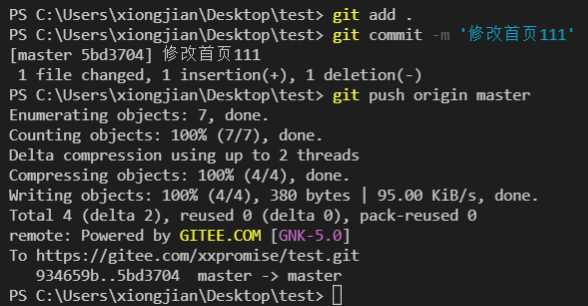 PS C:\Users\xiongjian\Desktop\test> git add .
PS C:\Users\xiongjian\Desktop\test> git commit -m '修改首页111'
[master 5bd3704] 修改首页111
 1 file changed, 1 insertion(+), 1 deletion(-)
PS C:\Users\xiongjian\Desktop\test> git push origin master
Enumerating objects: 7, done.
Counting objects: 100% (7/7), done.
Delta compression using up to 2 threads
Compressing objects: 100% (4/4), done.
Writing objects: 100% (4/4), 380 bytes | 95.00 KiB/s, done.
Total 4 (delta 2), reused 0 (delta 0), pack-reused 0
remote: Powered by GITEE.COM [GNK-5.0]
To https://gitee.com/xxpromise/test.git
   934659b..5bd3704  master -> master
PS C:\Users\xiongjian\Desktop\test>